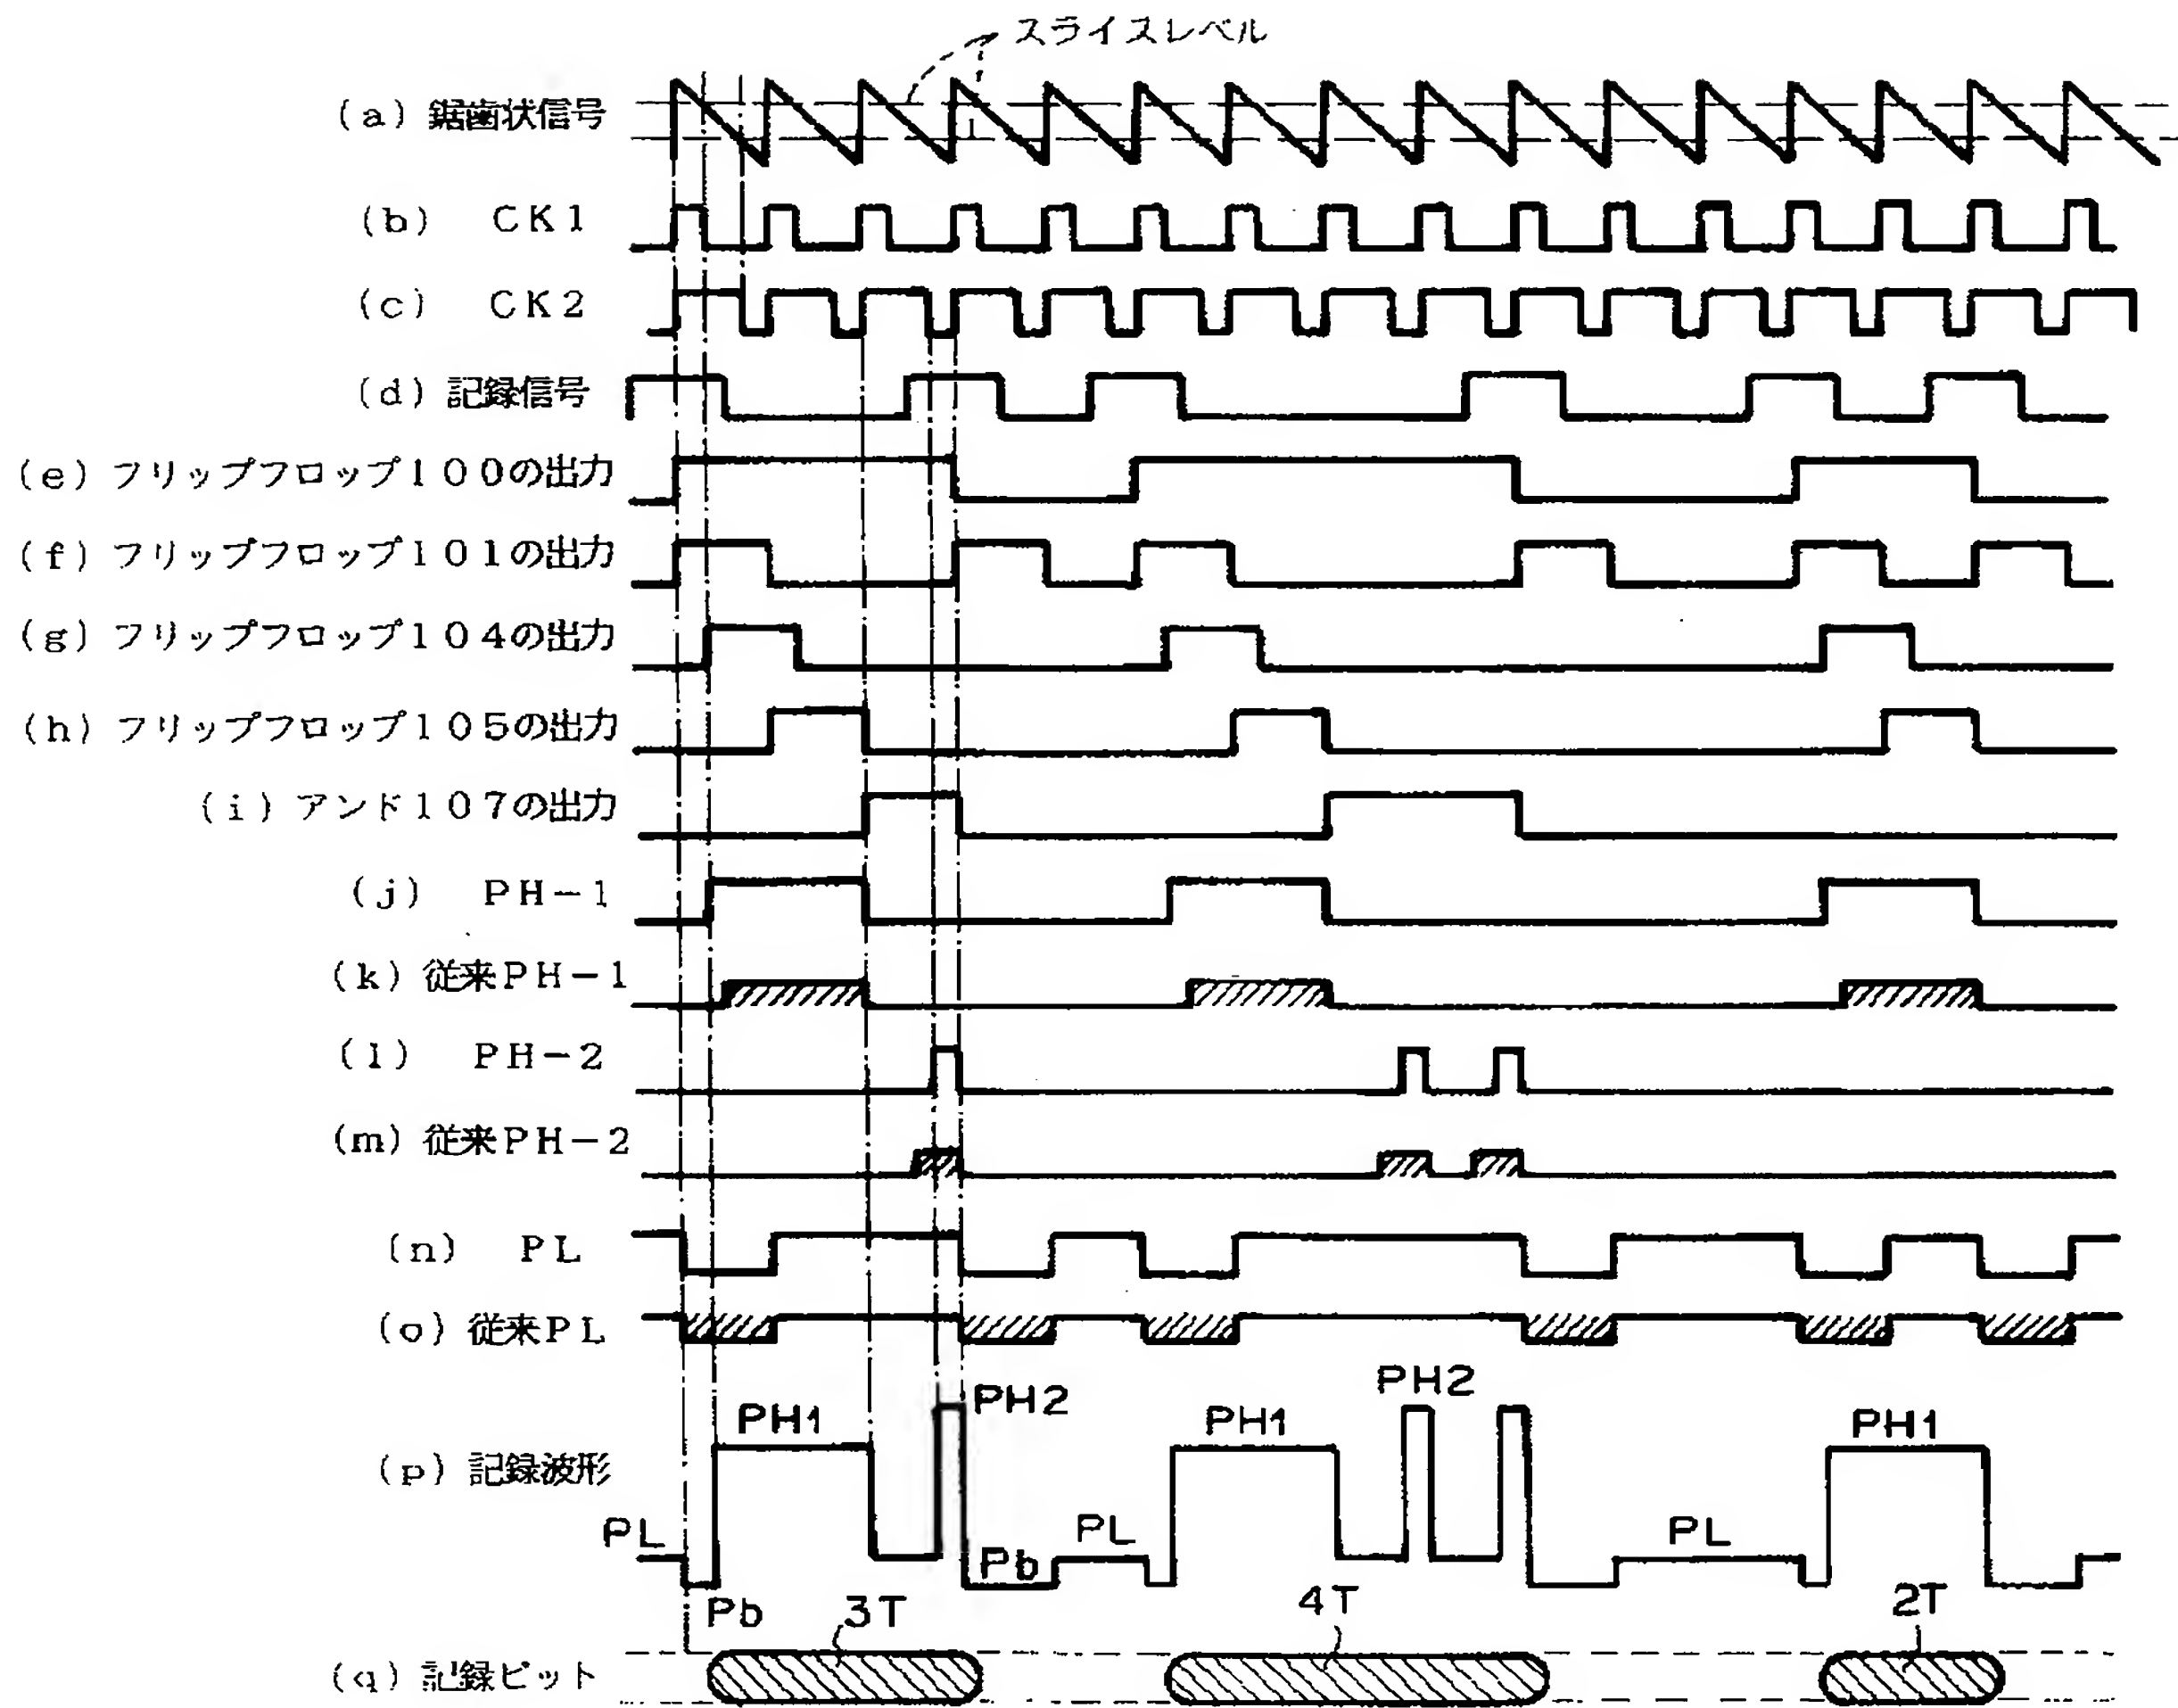 スライスレベル
(a) 鋸歯状信号
(b) CK1
(c) CK2
(d) 記録信号
(e) フリップフロップ100の出力
(f) フリップフロップ101の出力
(g) フリップフロップ104の出力
(h) フリップフロップ105の出力
(i) アンド107の出力
(j) PH-1
(k) 従来PH-1
(l) PH-2
(m) 従来PH-2
(n) PL
(o) 従来PL
PH2
PH1 PH2 PH1 PH1
(p) 記録波形
PL Pb PL PL
Pb 3T 4T 2T
(q) 記録ピット